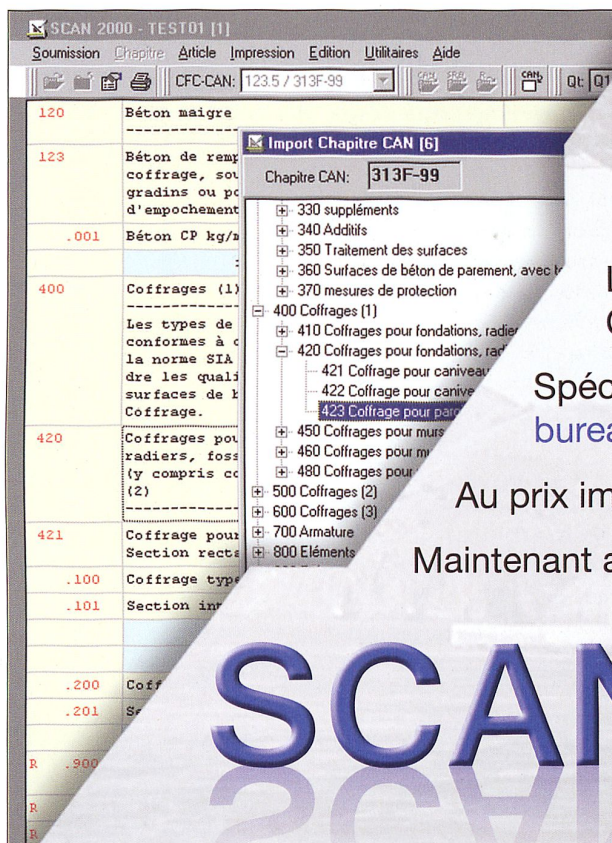 SCAN 2000 - TEST01 [1]
Soumission Chapitre Article Impression Edition Utilitaires Aide
CFC-CAN: 123.5 / 313F-99 CAN Qt: Q1
120 Béton maigre
123 Béton de remp
coffrage, sou
gradins ou po
d'empochement
.001 Béton CP kg/m
400 Coffrages (1)
Les types de
conformes à c
la norme SIA
dre les quali
surfaces de b
Coffrage.
420 Coffrages pou
radiers, foss
(y compris co
(2)
421 Coffrage pour
Section recta
.100 Coffrage type
.101 Section int
.200 Coff
.201 Se
R .900
R
R
Import Chapitre CAN [6]
Chapitre CAN: 313F-99
330 suppléments
340 Additifs
350 Traitement des surfaces
360 Surfaces de béton de parement, avec te
370 mesures de protection
400 Coffrages (1)
410 Coffrages pour fondations, radie
420 Coffrages pour fondations, radi
421 Coffrage pour caniveau
422 Coffrage pour canive
423 Coffrage pour paro
450 Coffrages pour murs
460 Coffrages pour mu
480 Coffrages pour
500 Coffrages (2)
600 Coffrages (3)
700 Armature
800 Eléments
Spéc
burea
Au prix im
Maintenant a
SCAN